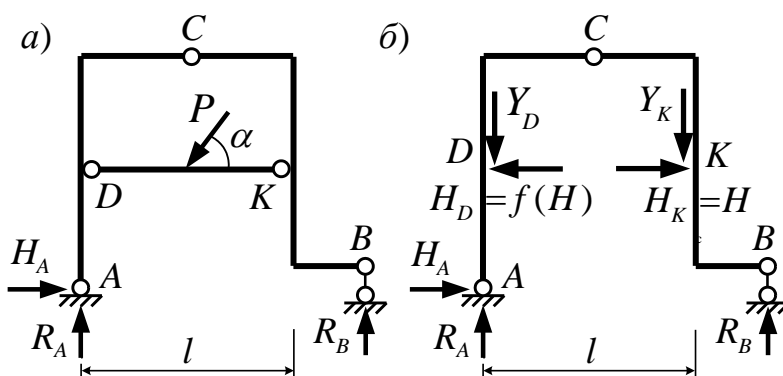 а) C б) C
P α Y_D Y_K
D K D K
H_D = f(H) H_K = H
H_A A B H_A A B
R_A R_B R_A R_B
l l